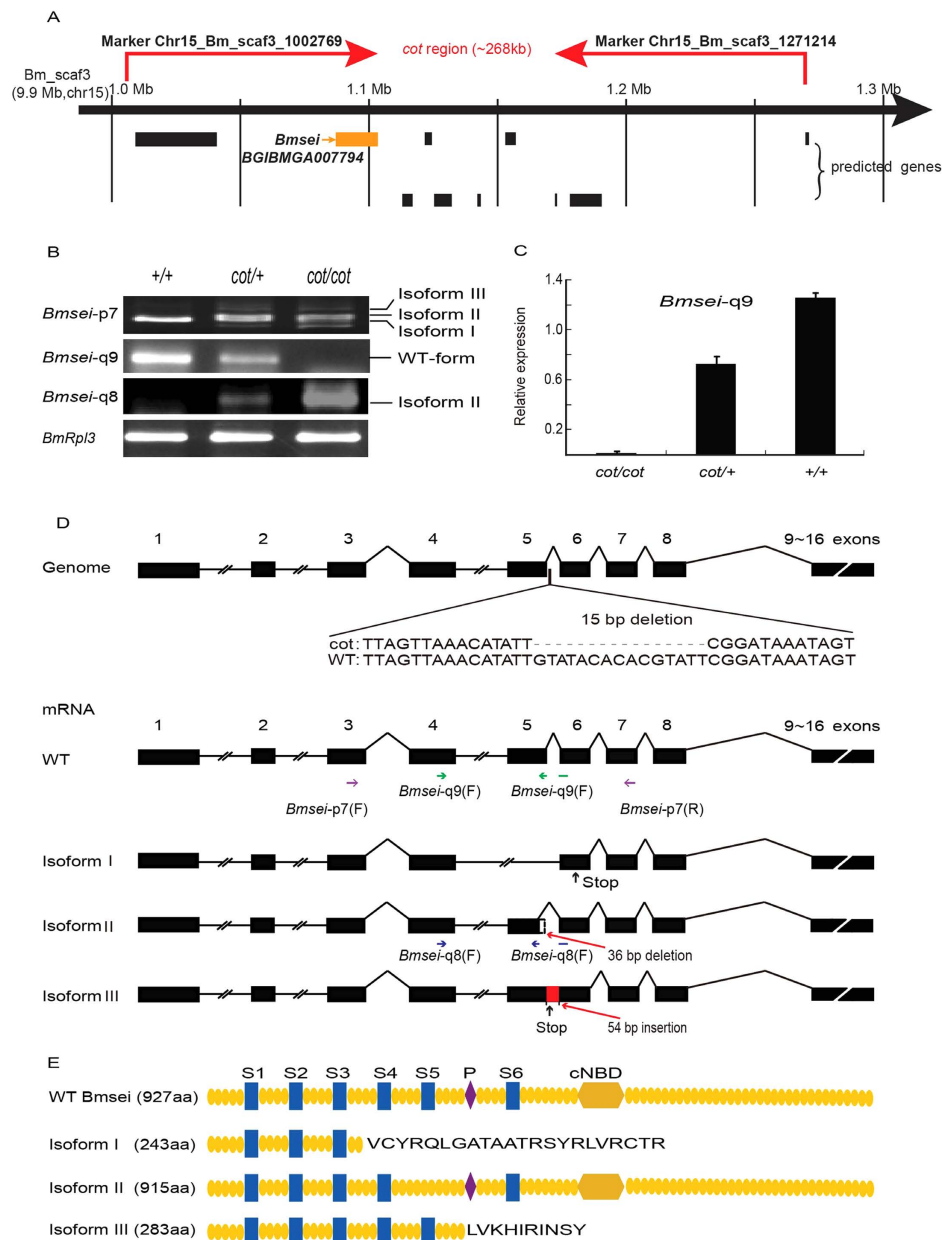 A
Marker Chr15_Bm_scaf3_1002769
cot region (~268kb)
Marker Chr15_Bm_scaf3_1271214
Bm_scaf3
(9.9 Mb,chr15)
1.0 Mb
1.1 Mb
1.2 Mb
1.3 Mb
Bmsei
BGIBMGA007794
predicted genes
B
+/+
cot/+
cot/cot
Bmsei-p7
Isoform III
Isoform II
Isoform I
Bmsei-q9
WT-form
Bmsei-q8
Isoform II
BmRpl3
C
Bmsei-q9
Relative expression
1.4
1.0
0.6
0.2
cot/cot
cot/+
+/+
D
1 2 3 4 5 6 7 8 9~16 exons
Genome
15 bp deletion
cot: TTAGTTAAACATATT---------------CGGATAAATAGT
WT: TTAGTTAAACATATTGTATACACACGTATTCGGATAAATAGT
mRNA
1 2 3 4 5 6 7 8 9~16 exons
WT
Bmsei-p7(F)
Bmsei-q9(F)
Bmsei-q9(F)
Bmsei-p7(R)
Isoform I
Stop
Isoform II
Bmsei-q8(F)
Bmsei-q8(F)
36 bp deletion
Isoform III
Stop
54 bp insertion
E
S1 S2 S3 S4 S5 P S6 cNBD
WT Bmsei (927aa)
Isoform I (243aa)
VCYRQLGATAATRSYRLVRCTR
Isoform II (915aa)
Isoform III (283aa)
LVKHIRINSY